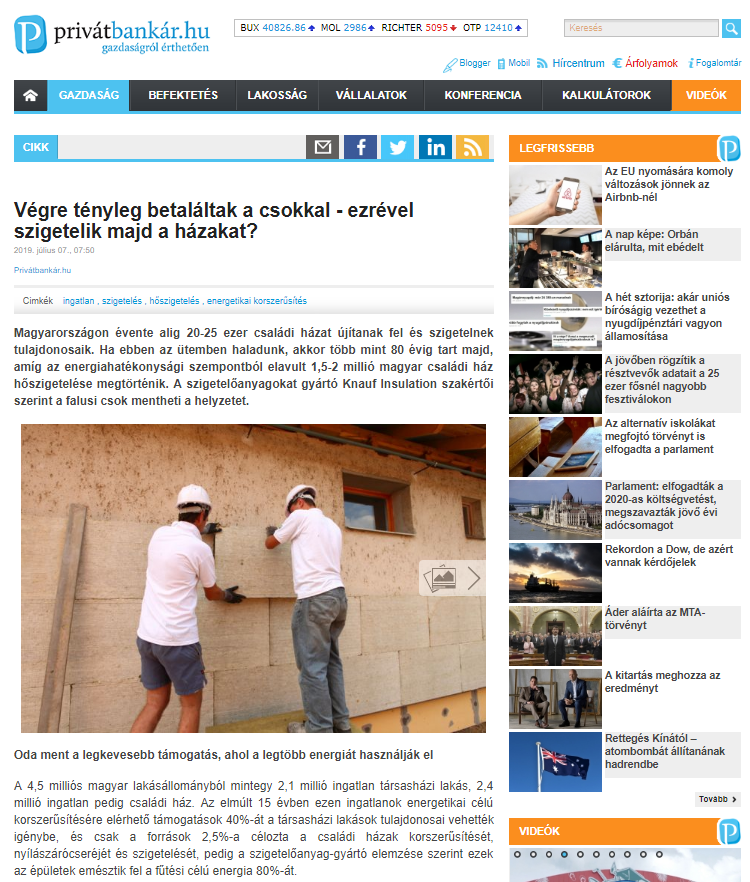 privátbankár.hu
gazdaságról érthetően
BUX 40826.86 MOL 2986 RICHTER 5095 OTP 12410
Keresés
Blogger Mobil Hírcentrum Árfolyamok Fogalomtár
GAZDASÁG BEFEKTETÉS LAKOSSÁG VÁLLALATOK KONFERENCIA KALKULÁTOROK VIDEÓK
CIKK
Végre tényleg betaláltak a csokkal - ezrével
szigetelik majd a házakat?
2019. július 07., 07:50
Privátbankár.hu
Címkék ingatlan , szigetelés , hőszigetelés , energetikai korszerűsítés
Magyarországon évente alig 20-25 ezer családi házat újítanak fel és szigetelnek
tulajdonosaik. Ha ebben az ütemben haladunk, akkor több mint 80 évig tart majd,
amíg az energiahatékonysági szempontból elavult 1,5-2 millió magyar családi ház
hőszigetelése megtörténik. A szigetelőanyagokat gyártó Knauf Insulation szakértői
szerint a falusi csok mentheti a helyzetet.
Oda ment a legkevesebb támogatás, ahol a legtöbb energiát használják el
A 4,5 milliós magyar lakásállományból mintegy 2,1 millió ingatlan társasházi lakás, 2,4
millió ingatlan pedig családi ház. Az elmúlt 15 évben ezen ingatlanok energetikai célú
korszerűsítésére elérhető támogatások 40%-át a társasházi lakások tulajdonosai vehették
igénybe, és csak a források 2,5%-a célozta a családi házak korszerűsítését,
nyílászárócseréjét és szigetelését, pedig a szigetelőanyag-gyártó elemzése szerint ezek
az épületek emésztik fel a fűtési célú energia 80%-át.
LEGFRISSEBB
Az EU nyomására komoly
változások jönnek az
Airbnb-nél
A nap képe: Orbán
elárulta, mit ebédelt
A hét sztorija: akár uniós
bíróságig vezethet a
nyugdíjpénztári vagyon
államosítása
A jövőben rögzítik a
résztvevők adatait a 25
ezer fősnél nagyobb
fesztiválokon
Az alternatív iskolákat
megfojtó törvényt is
elfogadta a parlament
Parlament: elfogadták a
2020-as költségvetést,
megszavazták jövő évi
adócsomagot
Rekordon a Dow, de azért
vannak kérdőjelek
Áder aláírta az MTA-
törvényt
A kitartás meghozza az
eredményt
Rettegés Kínától –
atombombát állítanának
hadrendbe
Tovább
VIDEÓK